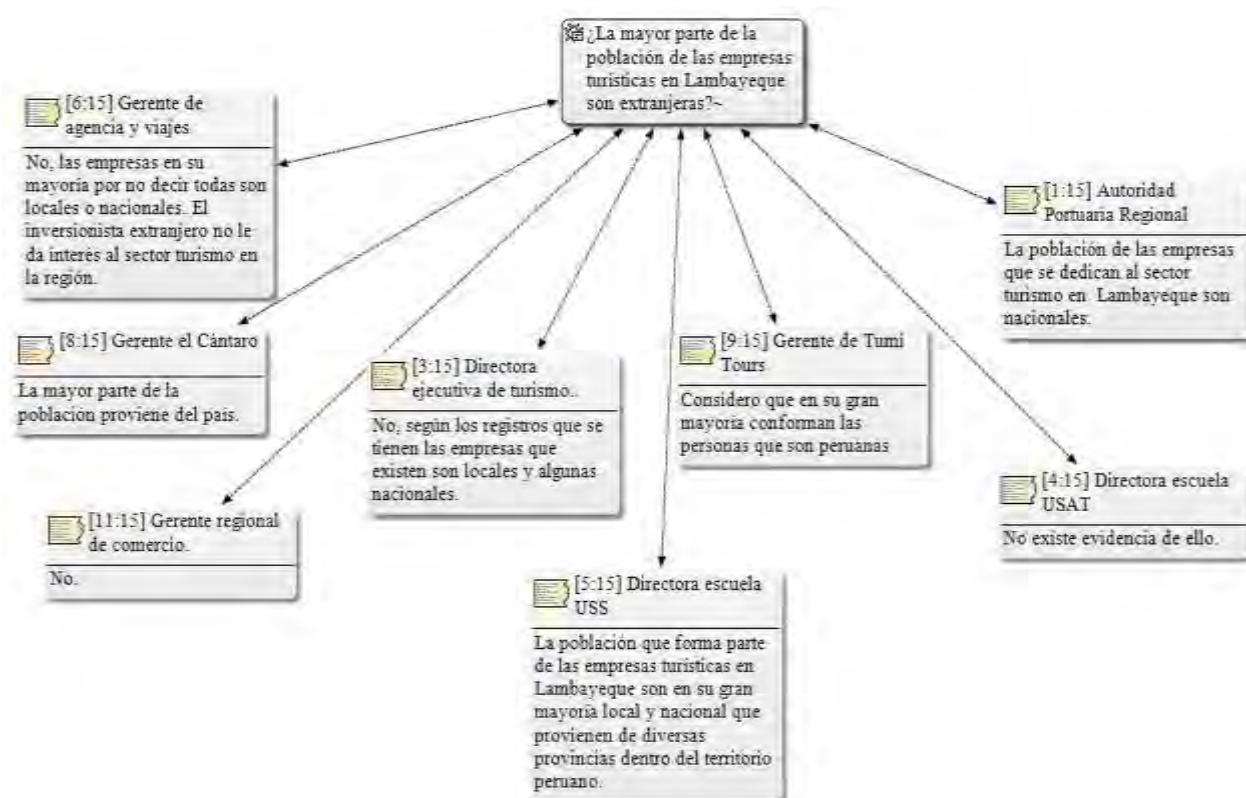 ¿La mayor parte de la
población de las empresas
turísticas en Lambayeque
son extranjeras?~
[6:15] Gerente de
agencia y viajes
No, las empresas en su
mayoría por no decir todas son
locales o nacionales. El
inversionista extranjero no le
da interés al sector turismo en
la región.
[1:15] Autoridad
Portuaria Regional
La población de las empresas
que se dedican al sector
turismo en Lambayeque son
nacionales.
[8:15] Gerente el Cántaro
La mayor parte de la
población proviene del país.
[3:15] Directora
ejecutiva de turismo..
No, según los registros que se
tienen las empresas que
existen son locales y algunas
nacionales.
[9:15] Gerente de Tumi
Tours
Considero que en su gran
mayoría conforman las
personas que son peruanas
[4:15] Directora escuela
USAT
No existe evidencia de ello.
[11:15] Gerente regional
de comercio.
No.
[5:15] Directora escuela
USS
La población que forma parte
de las empresas turísticas en
Lambayeque son en su gran
mayoría local y nacional que
provienen de diversas
provincias dentro del territorio
peruano.